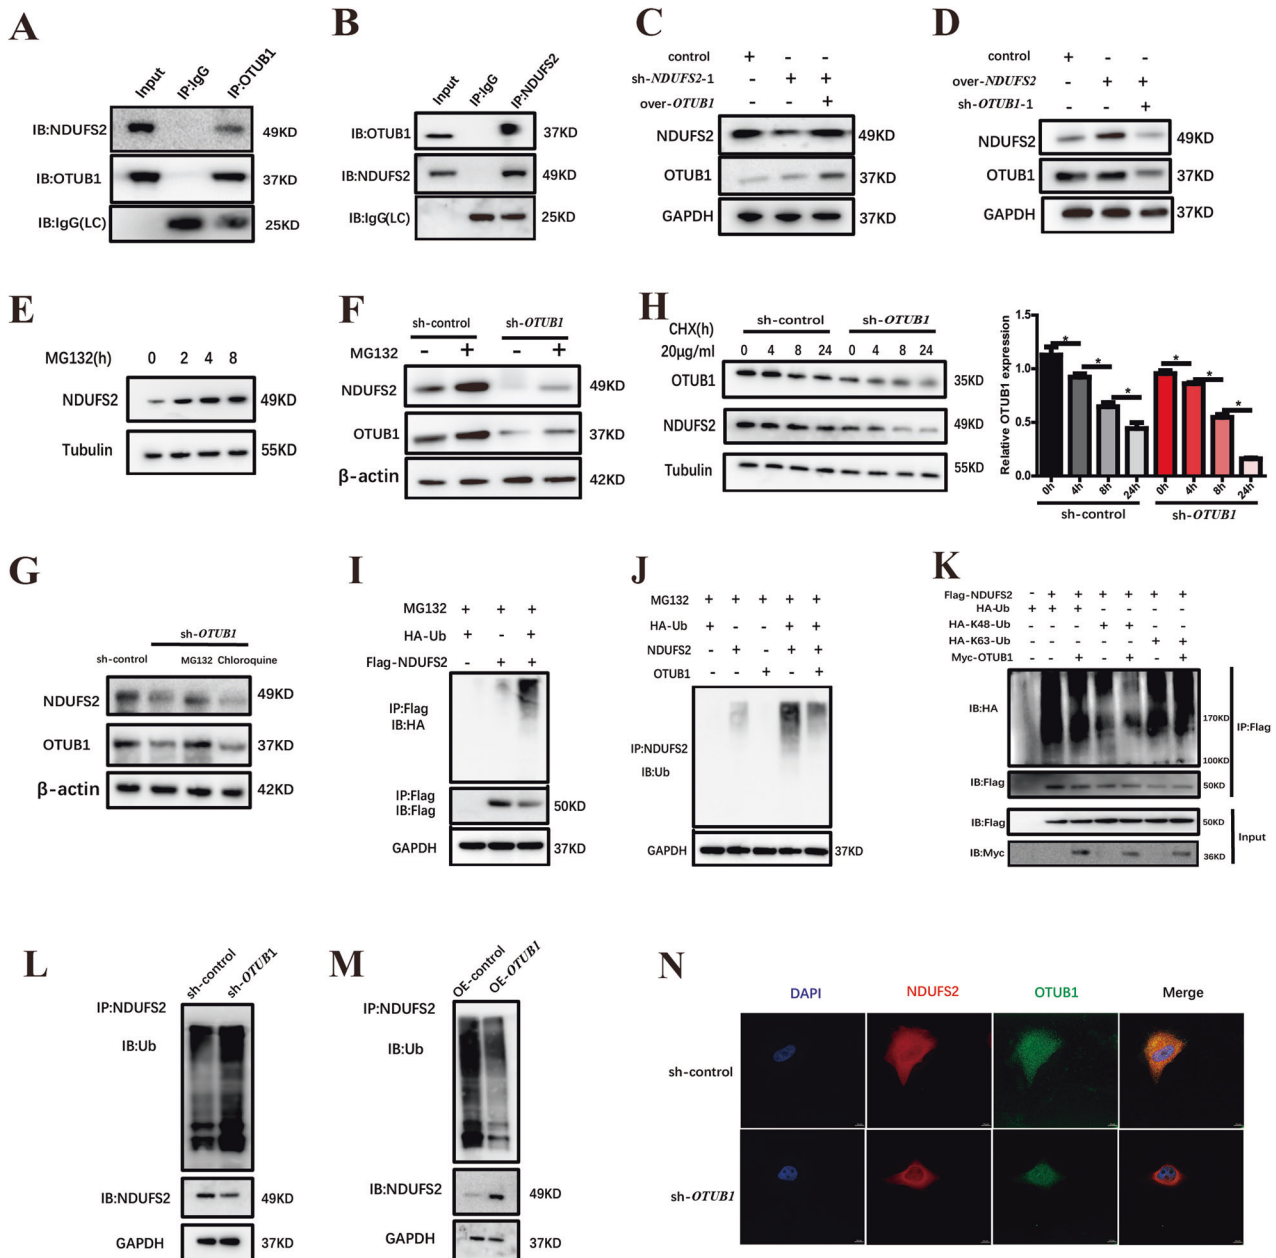 A
Input
IP:IgG
IP:OTUB1
IB:NDUFS2
49KD
IB:OTUB1
37KD
IB:IgG(LC)
25KD
B
Input
IP:IgG
IP:NDUFS2
IB:OTUB1
37KD
IB:NDUFS2
49KD
IB:IgG(LC)
25KD
C
control + - -
sh-NDUFS2-1 - + +
over-OTUB1 - - +
NDUFS2 49KD
OTUB1 37KD
GAPDH 37KD
D
control + - -
over-NDUFS2 - + +
sh-OTUB1-1 - - +
NDUFS2 49KD
OTUB1 37KD
GAPDH 37KD
E
MG132(h) 0 2 4 8
NDUFS2 49KD
Tubulin 55KD
F
sh-control sh-OTUB1
MG132 - + - +
NDUFS2 49KD
OTUB1 37KD
β-actin 42KD
H
CHX(h) sh-control sh-OTUB1
20μg/ml 0 4 8 24 0 4 8 24
OTUB1 35KD
NDUFS2 49KD
Tubulin 55KD
Relative OTUB1 expression
1.5
1.0
0.5
0.0
* * * * * *
0h 4h 8h 24h 0h 4h 8h 24h
sh-control sh-OTUB1
G
sh-OTUB1
sh-control MG132 Chloroquine
NDUFS2 49KD
OTUB1 37KD
β-actin 42KD
I
MG132 + + +
HA-Ub + - +
Flag-NDUFS2 - + +
IP:Flag
IB:HA
IP:Flag
IB:Flag
50KD
GAPDH 37KD
J
MG132 + + + + +
HA-Ub + - - + +
NDUFS2 - + - + +
OTUB1 - - + - +
IP:NDUFS2
IB:Ub
GAPDH 37KD
K
Flag-NDUFS2 - + + + + + +
HA-Ub + + + - - - -
HA-K48-Ub - - - + + - -
HA-K63-Ub - - - - - + +
Myc-OTUB1 - - + - + - +
IB:HA
170KD
100KD
IP:Flag
IB:Flag 50KD
IB:Flag 50KD
Input
IB:Myc 36KD
L
sh-control
sh-OTUB1
IP:NDUFS2
IB:Ub
IB:NDUFS2 49KD
GAPDH 37KD
M
OE-control
OE-OTUB1
IP:NDUFS2
IB:Ub
IB:NDUFS2 49KD
GAPDH 37KD
N
DAPI NDUFS2 OTUB1 Merge
sh-control
sh-OTUB1